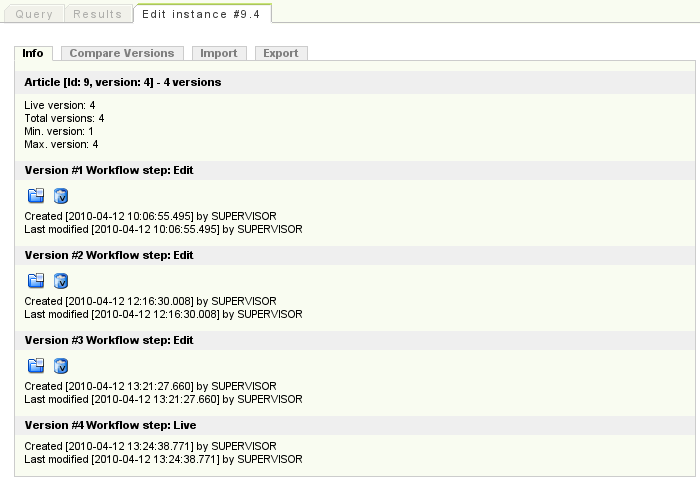 Query Results Edit instance #9.4
Info Compare Versions Import Export
Article [Id: 9, version: 4] - 4 versions
Live version: 4
Total versions: 4
Min. version: 1
Max. version: 4
Version #1 Workflow step: Edit
Created [2010-04-12 10:06:55.495] by SUPERVISOR
Last modified [2010-04-12 10:06:55.495] by SUPERVISOR
Version #2 Workflow step: Edit
Created [2010-04-12 12:16:30.008] by SUPERVISOR
Last modified [2010-04-12 12:16:30.008] by SUPERVISOR
Version #3 Workflow step: Edit
Created [2010-04-12 13:21:27.660] by SUPERVISOR
Last modified [2010-04-12 13:21:27.660] by SUPERVISOR
Version #4 Workflow step: Live
Created [2010-04-12 13:24:38.771] by SUPERVISOR
Last modified [2010-04-12 13:24:38.771] by SUPERVISOR